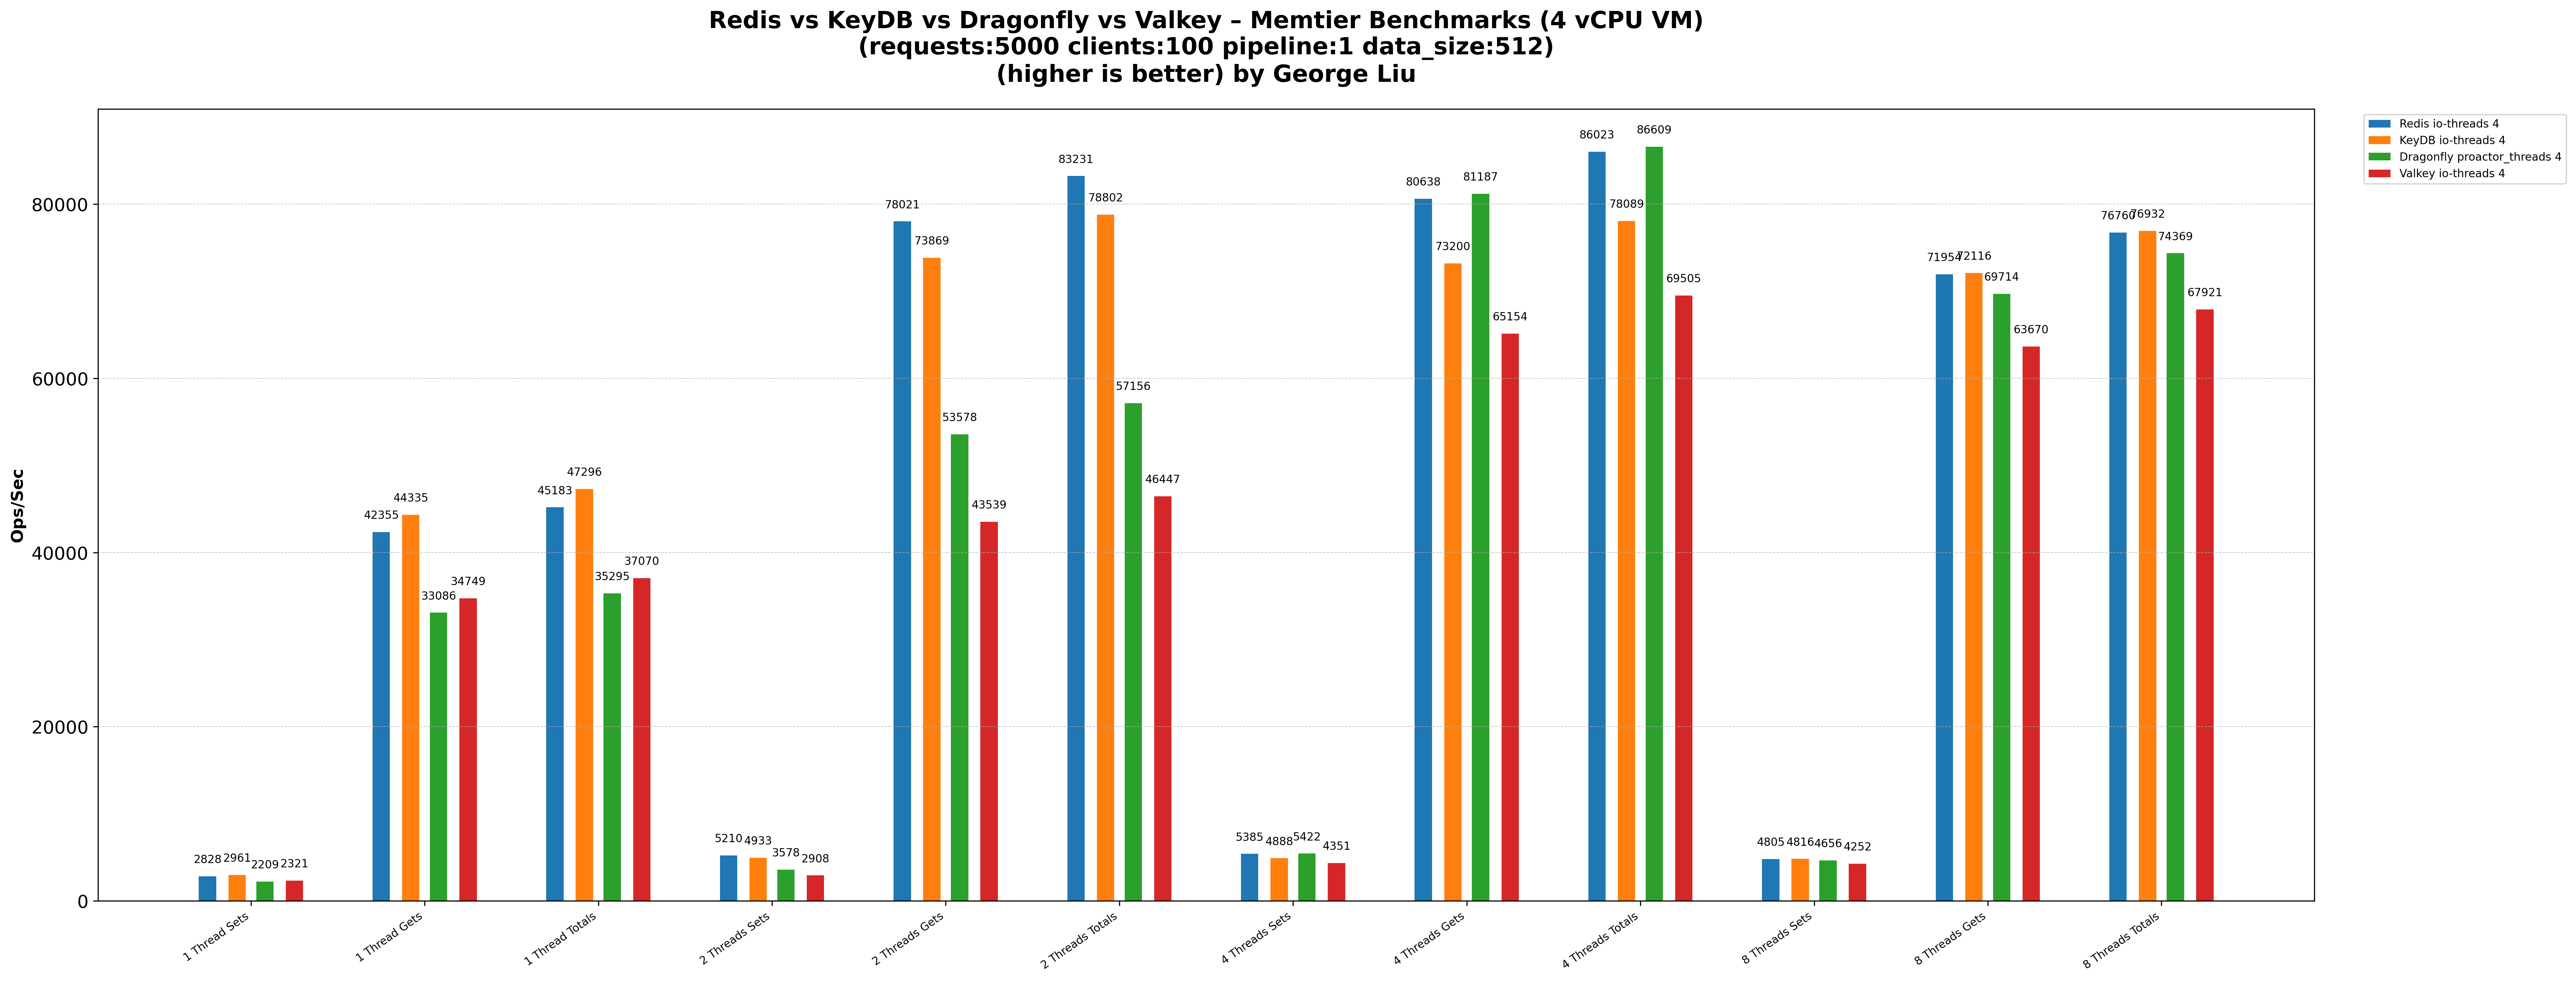 Redis vs KeyDB vs Dragonfly vs Valkey – Memtier Benchmarks (4 vCPU VM)
(requests:5000 clients:100 pipeline:1 data_size:512)
(higher is better) by George Liu
Redis io-threads 4
KeyDB io-threads 4
Dragonfly proactor_threads 4
Valkey io-threads 4
Ops/Sec
80000
60000
40000
20000
0
2828 2961 2209 2321
42355 44335 33086 34749
45183 47296 35295 37070
5210 4933 3578 2908
78021 73869 53578 43539
83231 78802 57156 46447
5385 4888 5422 4351
80638 73200 81187 65154
86023 78089 86609 69505
4805 4816 4656 4252
71954 72116 69714 63670
76760 76932 74369 67921
1 Thread Sets
1 Thread Gets
1 Thread Totals
2 Threads Sets
2 Threads Gets
2 Threads Totals
4 Threads Sets
4 Threads Gets
4 Threads Totals
8 Threads Sets
8 Threads Gets
8 Threads Totals